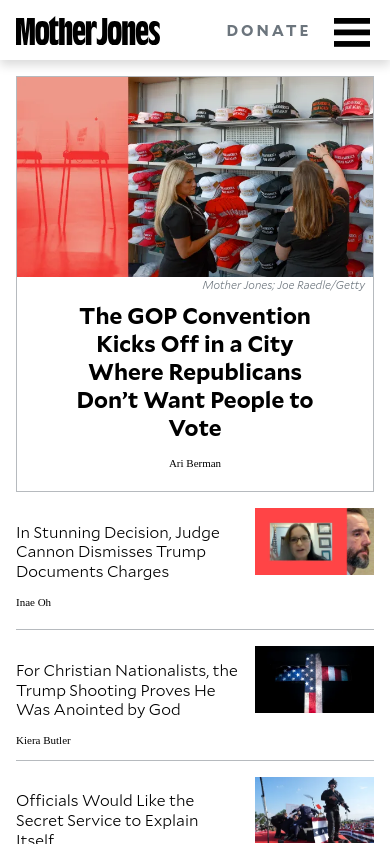 Mother Jones
DONATE
Mother Jones; Joe Raedle/Getty
The GOP Convention
Kicks Off in a City
Where Republicans
Don’t Want People to
Vote
Ari Berman
In Stunning Decision, Judge
Cannon Dismisses Trump
Documents Charges
Inae Oh
For Christian Nationalists, the
Trump Shooting Proves He
Was Anointed by God
Kiera Butler
Officials Would Like the
Secret Service to Explain
Itself